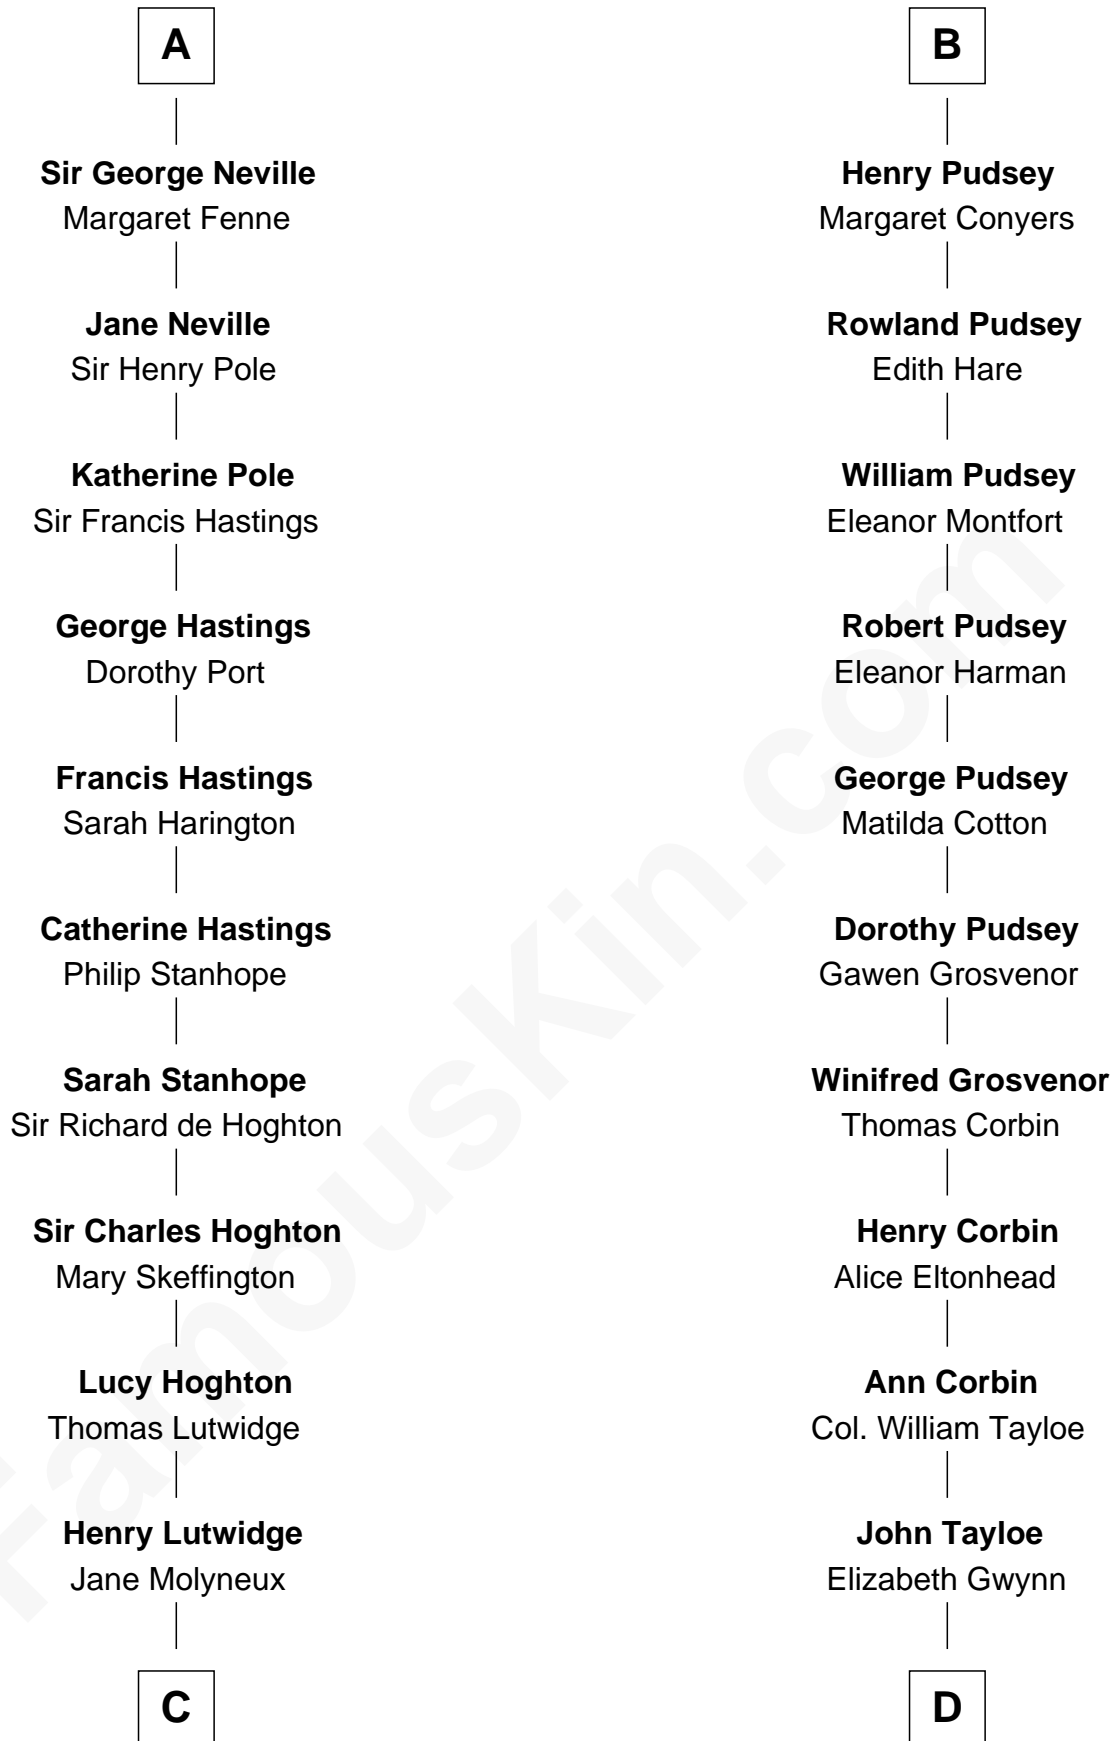 A
Sir George Neville
Margaret Fenne
Jane Neville
Sir Henry Pole
Katherine Pole
Sir Francis Hastings
George Hastings
Dorothy Port
Francis Hastings
Sarah Harington
Catherine Hastings
Philip Stanhope
Sarah Stanhope
Sir Richard de Hoghton
Sir Charles Hoghton
Mary Skeffington
Lucy Hoghton
Thomas Lutwidge
Henry Lutwidge
Jane Molyneux
C
B
Henry Pudsey
Margaret Conyers
Rowland Pudsey
Edith Hare
William Pudsey
Eleanor Montfort
Robert Pudsey
Eleanor Harman
George Pudsey
Matilda Cotton
Dorothy Pudsey
Gawen Grosvenor
Winifred Grosvenor
Thomas Corbin
Henry Corbin
Alice Eltonhead
Ann Corbin
Col. William Tayloe
John Tayloe
Elizabeth Gwynn
D
FamousKin.com